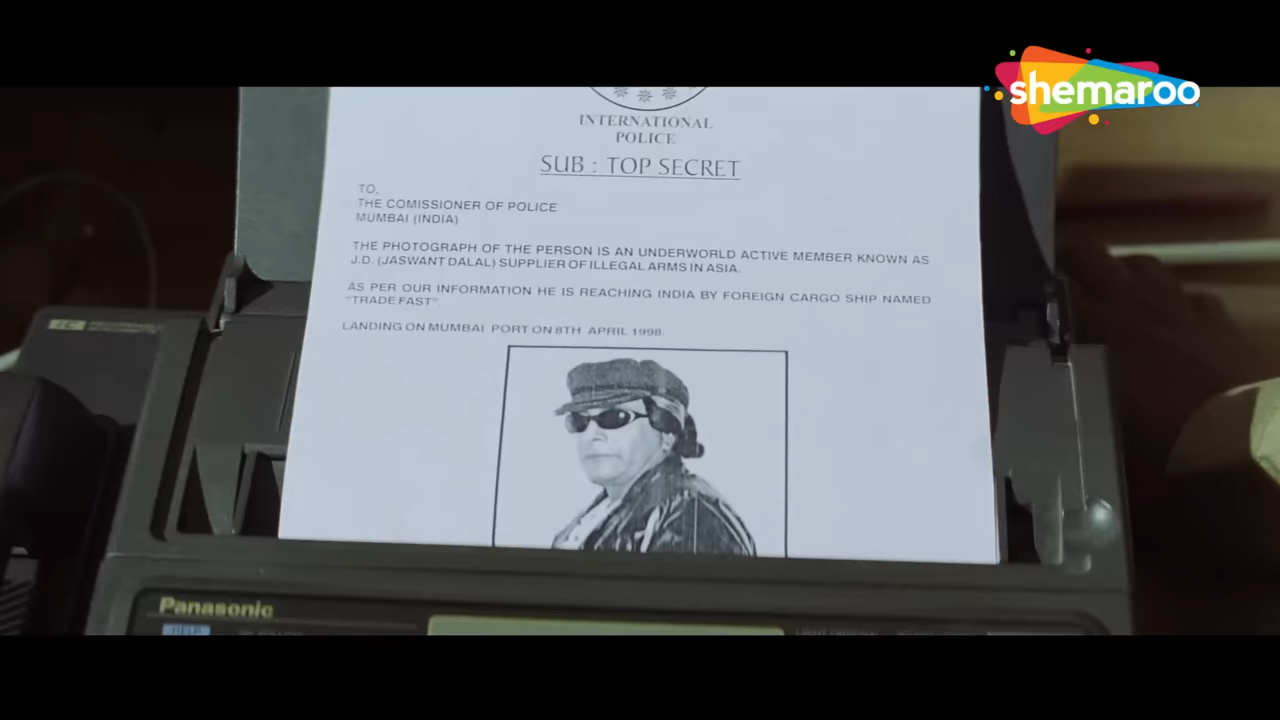 shemaroo
INTERNATIONAL
POLICE
SUB : TOP SECRET
TO,
THE COMISSIONER OF POLICE
MUMBAI (INDIA)
THE PHOTOGRAPH OF THE PERSON IS AN UNDERWORLD ACTIVE MEMBER KNOWN AS
J.D. (JASWANT DALAL) SUPPLIER OF ILLEGAL ARMS IN ASIA.
AS PER OUR INFORMATION HE IS REACHING INDIA BY FOREIGN CARGO SHIP NAMED
"TRADE FAST"
LANDING ON MUMBAI PORT ON 8TH APRIL 1998.
Panasonic
HELP